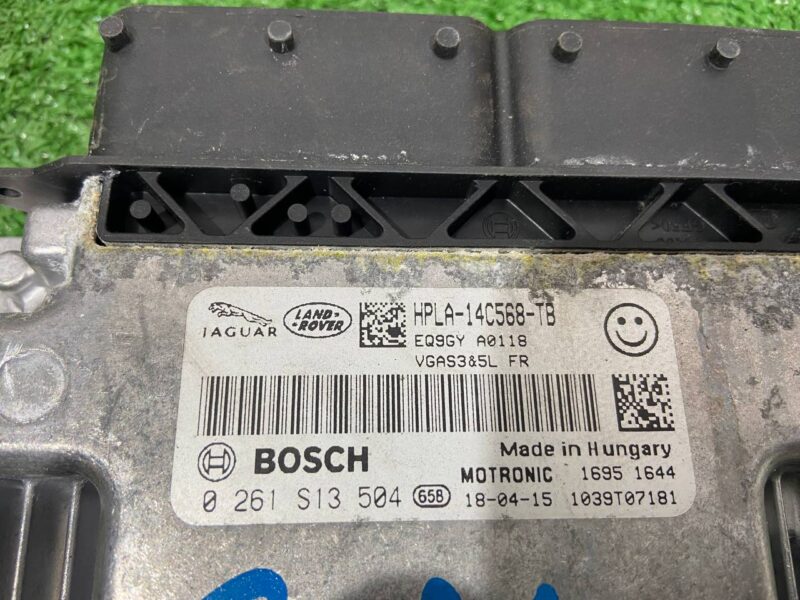 JAGUAR
LAND-
-ROVER
HPLA-14C568-TB
EQ9GY A0118
VGAS3&5L FR
BOSCH
Made in Hungary
MOTRONIC 1695 1644
0 261 S13 504 658 18-04-15 1039T07181